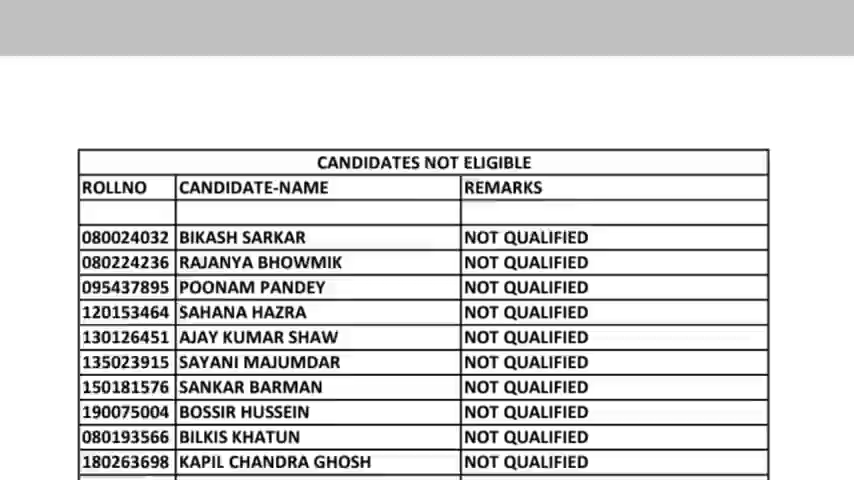 CANDIDATES NOT ELIGIBLE
ROLLNO CANDIDATE-NAME REMARKS
080024032 BIKASH SARKAR NOT QUALIFIED
080224236 RAJANYA BHOWMIK NOT QUALIFIED
095437895 POONAM PANDEY NOT QUALIFIED
120153464 SAHANA HAZRA NOT QUALIFIED
130126451 AJAY KUMAR SHAW NOT QUALIFIED
135023915 SAYANI MAJUMDAR NOT QUALIFIED
150181576 SANKAR BARMAN NOT QUALIFIED
190075004 BOSSIR HUSSEIN NOT QUALIFIED
080193566 BILKIS KHATUN NOT QUALIFIED
180263698 KAPIL CHANDRA GHOSH NOT QUALIFIED